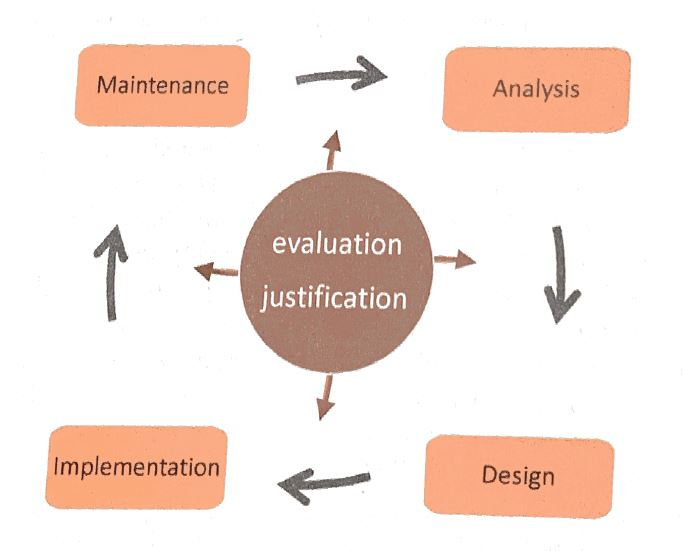 Maintenance
Analysis
evaluation
justification
Implementation
Design